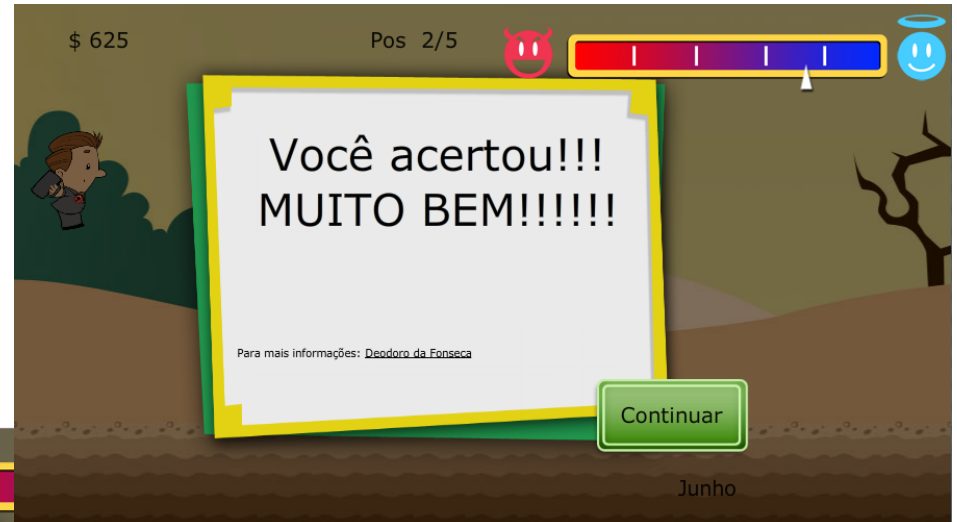 $ 625
Pos 2/5
Você acertou!!!
MUITO BEM!!!!!!
Para mais informações: Deodoro da Fonseca
Continuar
Junho